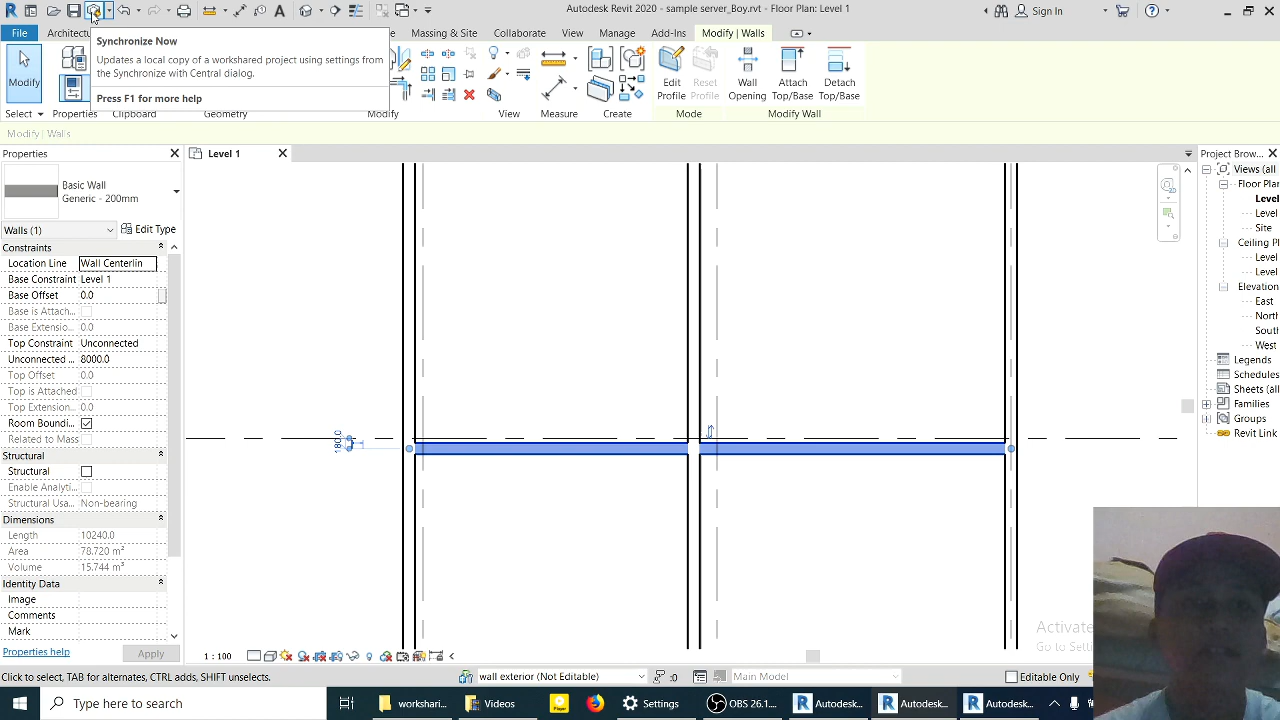 Autodesk Revit 2020 - sample server_Boy.rvt - Floor Plan: Level 1
Sign In
File
Architectu
Massing & Site
Collaborate
View
Manage
Add-Ins
Modify | Walls
Synchronize Now
Updates
local copy of a workshared project using settings from
the Synchronize with Central dialog.
Press F1 for more help
Modify
Edit
Profile
Reset
Profile
Wall
Opening
Attach
Top/Base
Detach
Top/Base
Select
Properties
Clipboard
Geometry
Modify
View
Measure
Create
Mode
Modify Wall
Modify | Walls
Properties
Level 1
Project Brow...
Basic Wall
Generic - 200mm
Walls (1)
Edit Type
Constraints
Location Line
Wall Centerlin
Base Constraint
Level 1
Base Offset
0.0
Base is Attach...
Base Extensio...
0.0
Top Constraint
Unconnected
Unconnected ...
8000.0
Top Offset
0.0
Top is Attached
Top Extension...
0.0
Room Boundi...
Related to Mass
Structural
Structural
Enable Analyti...
Structural Usa...
Non-bearing
Dimensions
Length
10240.0
Area
78.720 m²
Volume
15.744 m³
Identity Data
Image
Comments
Mark
Properties help
Apply
180.0
Views (all
Floor Plan
Level
Level
Site
Ceiling Pl
Level
Level
Elevation
East
North
South
West
Legends
Schedules
Sheets (all
Families
Groups
Revit Link
Activate
Go to Setti
1 : 100
Click to select, TAB for alternates, CTRL adds, SHIFT unselects.
wall exterior (Not Editable)
:0
Main Model
Editable Only
Type here to search
workshari...
Videos
Player
Settings
OBS 26.1...
Autodesk...
Autodesk...
Autodesk...
ENG